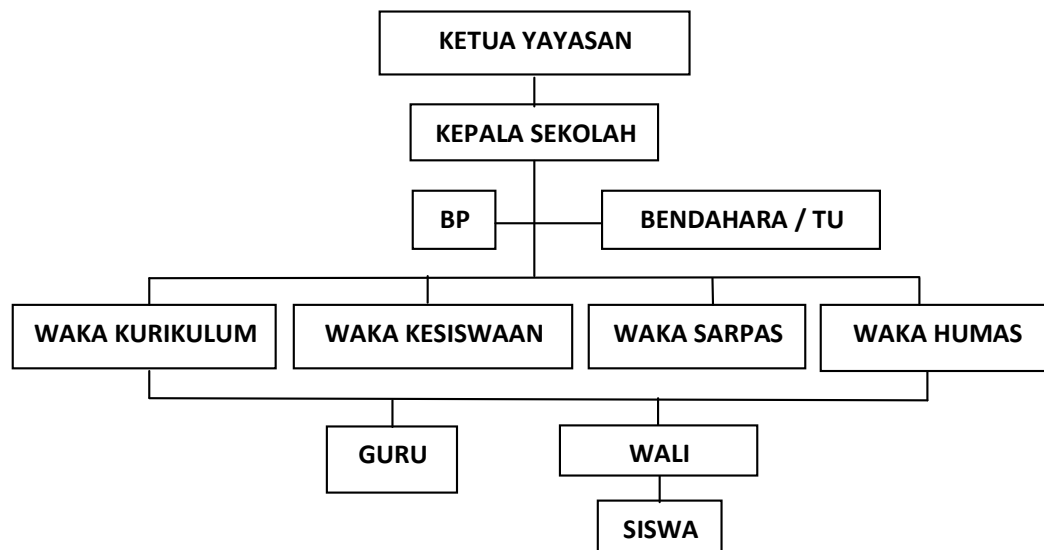 KETUA YAYASAN
KEPALA SEKOLAH
BP
BENDAHARA / TU
WAKA KURIKULUM
WAKA KESISWAAN
WAKA SARPAS
WAKA HUMAS
GURU
WALI
SISWA